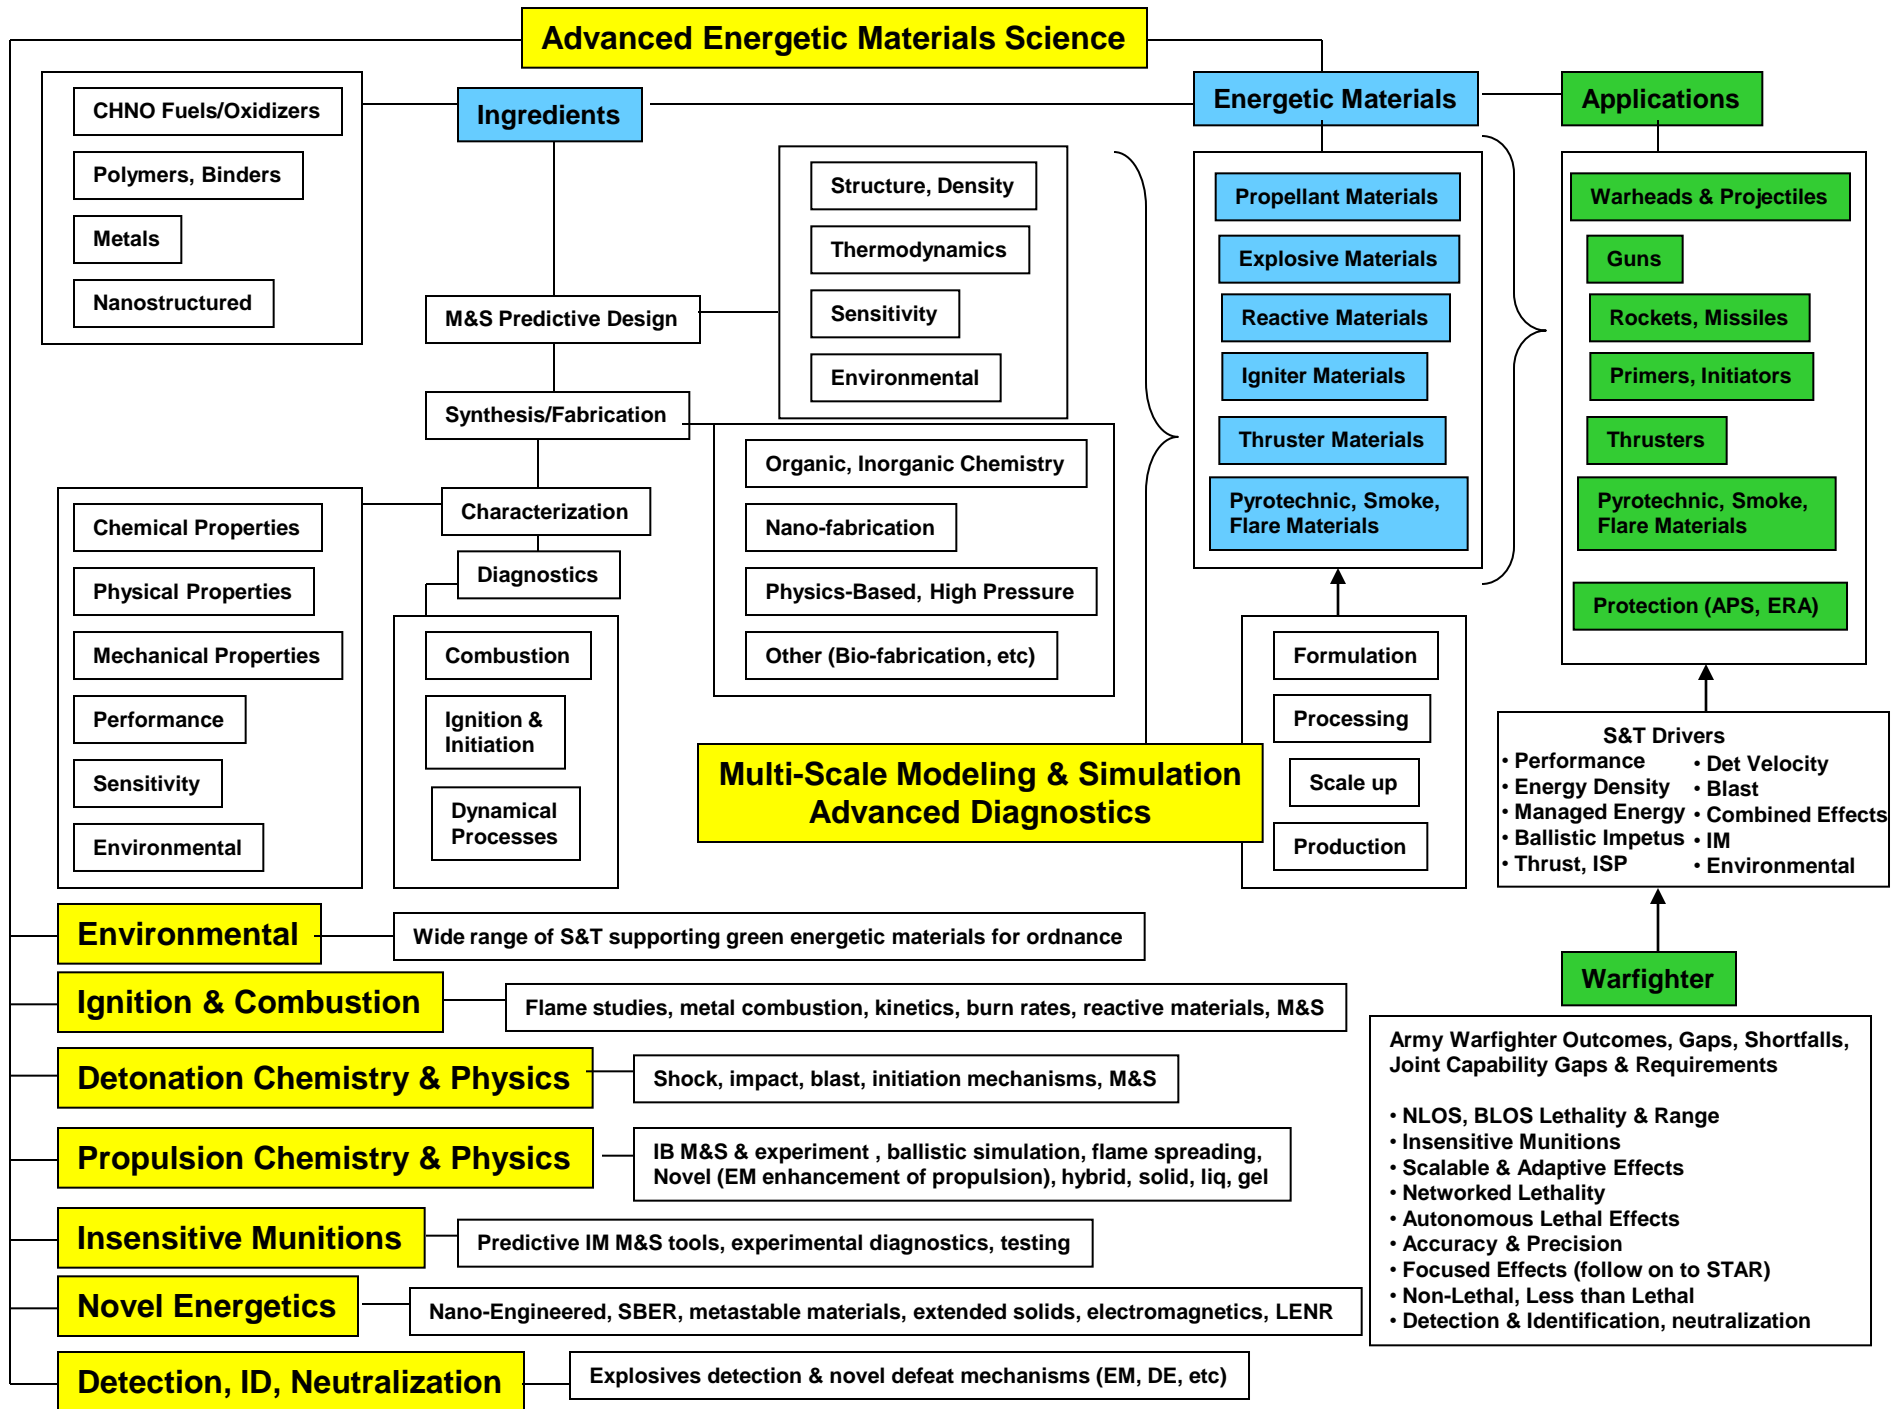 Advanced Energetic Materials Science
CHNO Fuels/Oxidizers
Polymers, Binders
Metals
Nanostructured
Ingredients
M&S Predictive Design
Structure, Density
Thermodynamics
Sensitivity
Environmental
Synthesis/Fabrication
Organic, Inorganic Chemistry
Nano-fabrication
Physics-Based, High Pressure
Other (Bio-fabrication, etc)
Characterization
Chemical Properties
Physical Properties
Mechanical Properties
Performance
Sensitivity
Environmental
Diagnostics
Combustion
Ignition &
Initiation
Dynamical
Processes
Multi-Scale Modeling & Simulation
Advanced Diagnostics
Energetic Materials
Propellant Materials
Explosive Materials
Reactive Materials
Igniter Materials
Thruster Materials
Pyrotechnic, Smoke,
Flare Materials
Formulation
Processing
Scale up
Production
Applications
Warheads & Projectiles
Guns
Rockets, Missiles
Primers, Initiators
Thrusters
Pyrotechnic, Smoke,
Flare Materials
Protection (APS, ERA)
S&T Drivers
• Performance
• Energy Density
• Managed Energy
• Ballistic Impetus
• Thrust, ISP
• Det Velocity
• Blast
• Combined Effects
• IM
• Environmental
Warfighter
Army Warfighter Outcomes, Gaps, Shortfalls,
Joint Capability Gaps & Requirements
• NLOS, BLOS Lethality & Range
• Insensitive Munitions
• Scalable & Adaptive Effects
• Networked Lethality
• Autonomous Lethal Effects
• Accuracy & Precision
• Focused Effects (follow on to STAR)
• Non-Lethal, Less than Lethal
• Detection & Identification, neutralization
Environmental
Wide range of S&T supporting green energetic materials for ordnance
Ignition & Combustion
Flame studies, metal combustion, kinetics, burn rates, reactive materials, M&S
Detonation Chemistry & Physics
Shock, impact, blast, initiation mechanisms, M&S
Propulsion Chemistry & Physics
IB M&S & experiment , ballistic simulation, flame spreading,
Novel (EM enhancement of propulsion), hybrid, solid, liq, gel
Insensitive Munitions
Predictive IM M&S tools, experimental diagnostics, testing
Novel Energetics
Nano-Engineered, SBER, metastable materials, extended solids, electromagnetics, LENR
Detection, ID, Neutralization
Explosives detection & novel defeat mechanisms (EM, DE, etc)